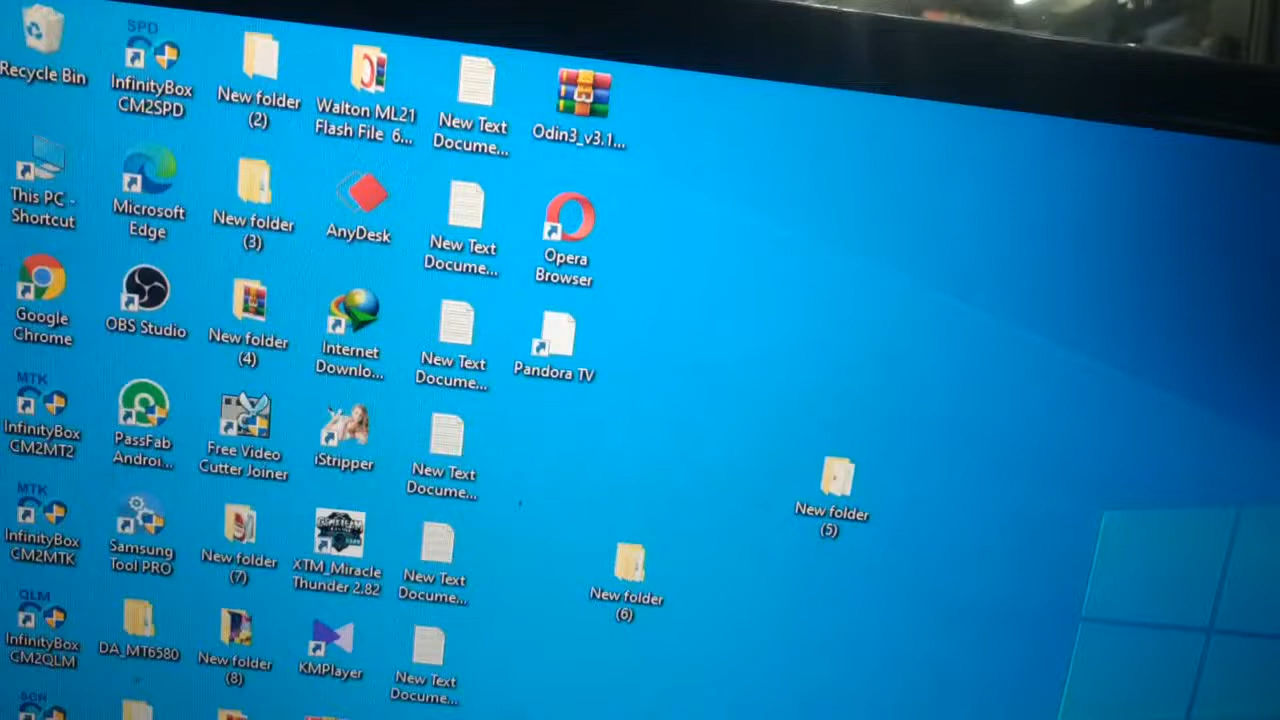 Recycle Bin
SPD
InfinityBox
CM2SPD
New folder
(2)
Walton ML21
Flash File 6...
New Text
Docume...
Odin3_v3.1...
This PC -
Shortcut
Microsoft
Edge
New folder
(3)
AnyDesk
New Text
Docume...
Opera
Browser
Google
Chrome
OBS Studio
New folder
(4)
Internet
Downlo...
New Text
Docume...
Pandora TV
MTK
InfinityBox
CM2MT2
PassFab
Androi...
Free Video
Cutter Joiner
iStripper
New Text
Docume...
New folder
(5)
MTK
InfinityBox
CM2MTK
Samsung
Tool PRO
New folder
(7)
XTM_Miracle
Thunder 2.82
New Text
Docume...
New folder
(6)
QLM
InfinityBox
CM2QLM
DA_MT6580
New folder
(8)
KMPlayer
New Text
Docume...
SCH